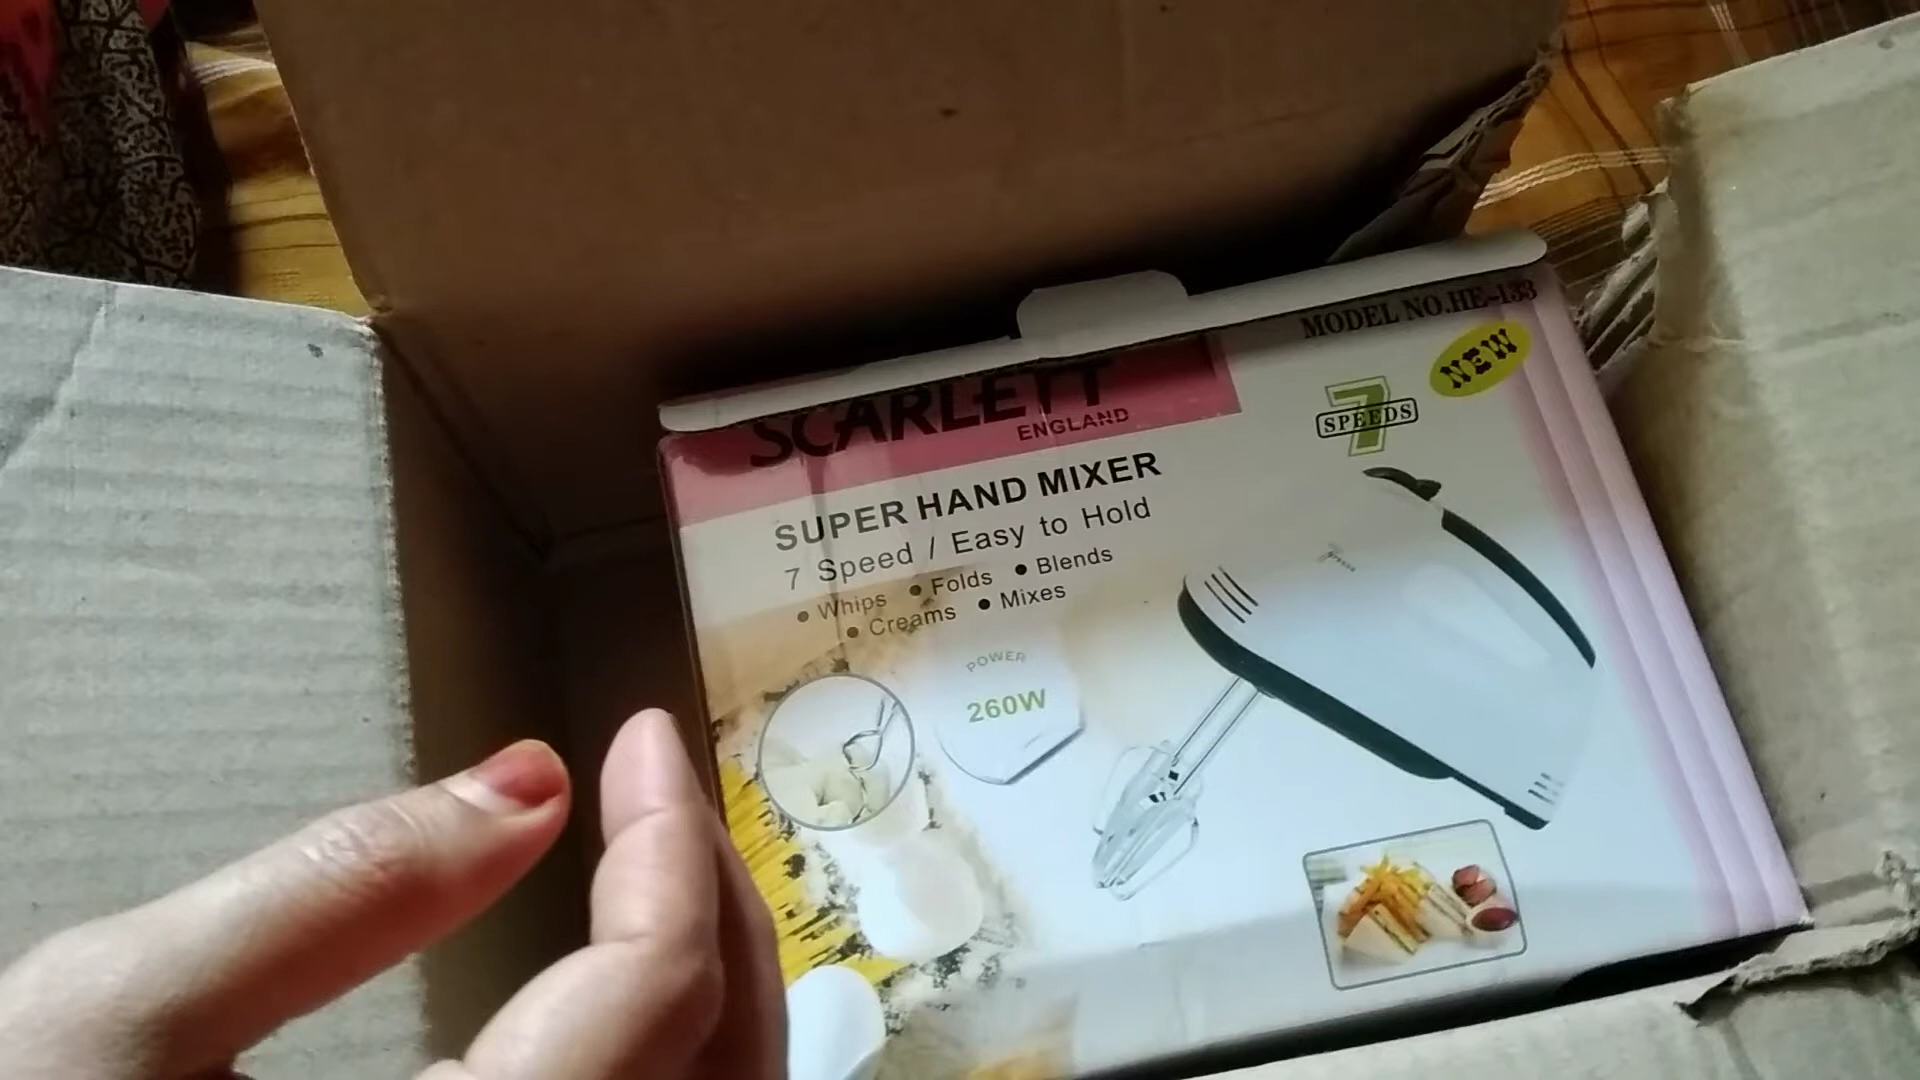 MODEL NO.HE-133
NEW
SCARLETT
ENGLAND
7
SPEEDS
SUPER HAND MIXER
7 Speed / Easy to Hold
• Whips • Folds • Blends
• Creams • Mixes
POWER
260W